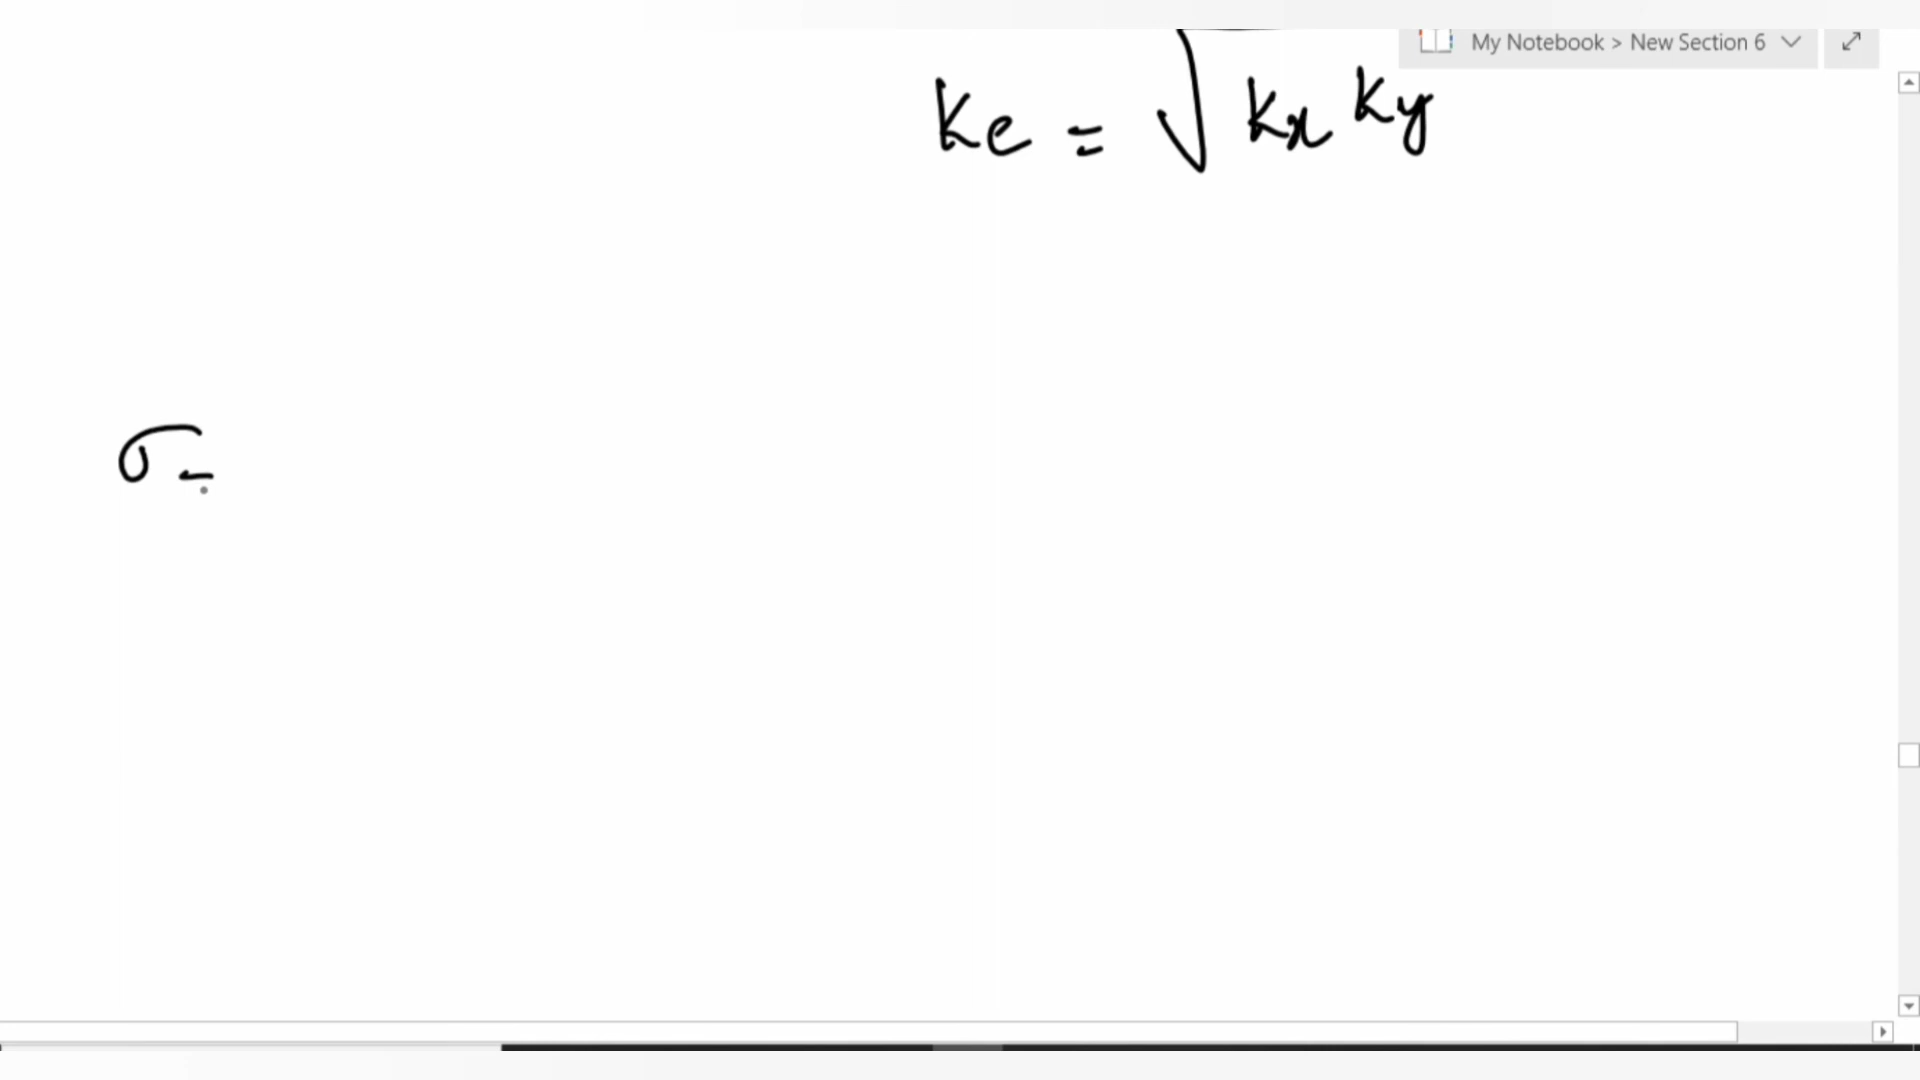 My Notebook > New Section 6
Ke = √Kx Ky
σ -